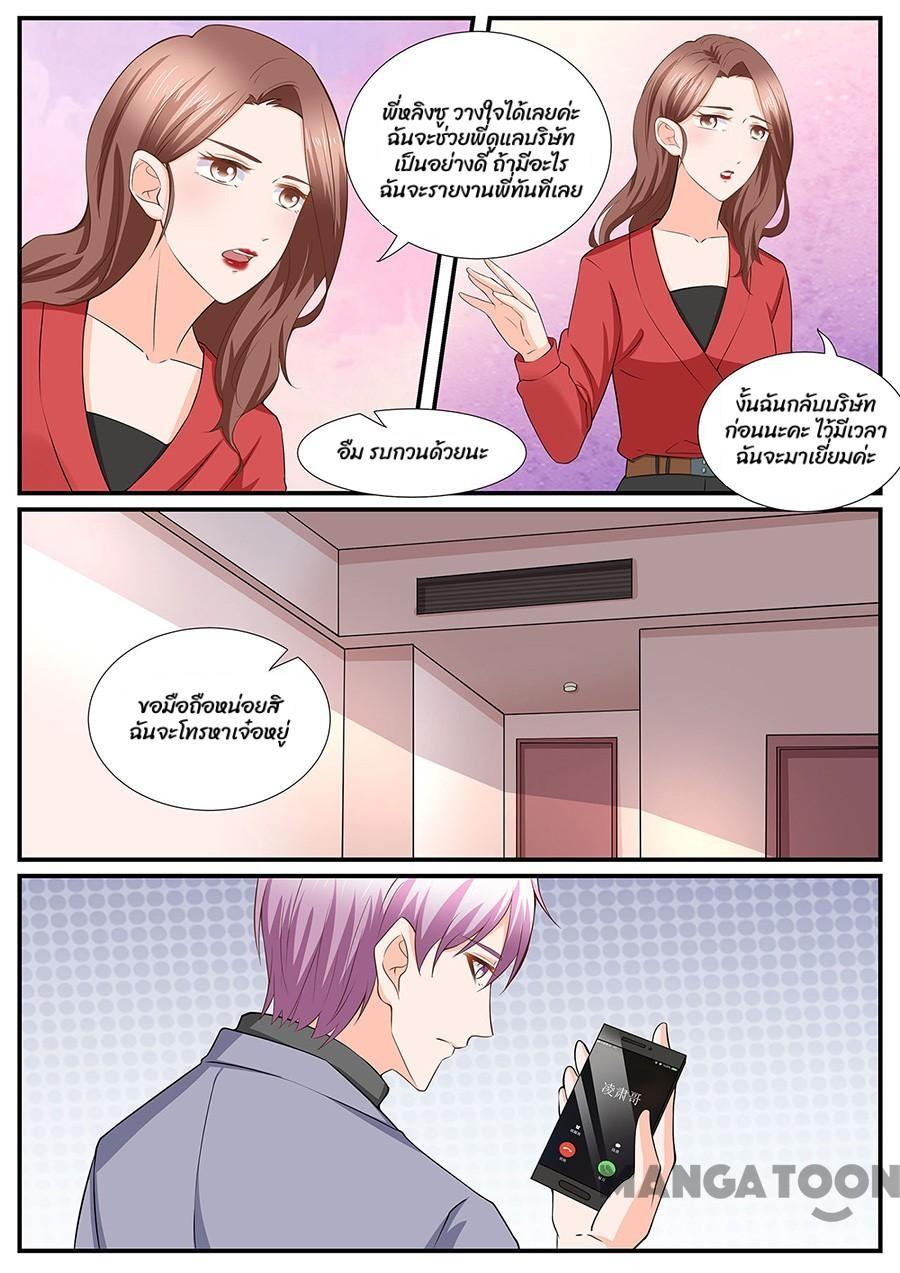 พี่หลิงซู วางใจได้เลยค่ะ
ฉันจะช่วยพี่ดูแลบริษัท
เป็นอย่างดี ถ้ามีอะไร
ฉันจะรายงานพี่ทันทีเลย
อืม รบกวนด้วยนะ
งั้นฉันกลับบริษัท
ก่อนนะคะ ไว้มีเวลา
ฉันจะมาเยี่ยมค่ะ
ขอมือถือหน่อยสิ
ฉันจะโทรหาเจ๋อหยู่
凌肃哥
MANGATOON